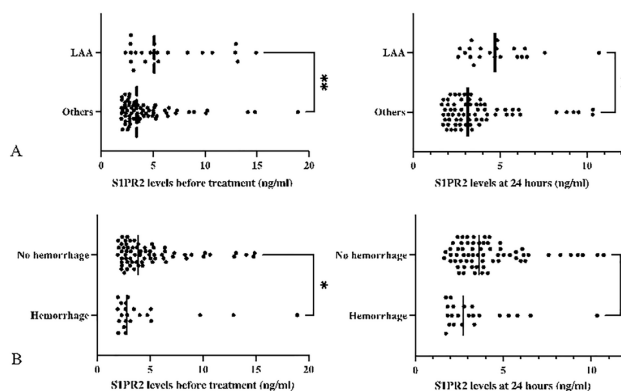 LAA
Others
**
0 5 10 15 20
S1PR2 levels before treatment (ng/ml)
LAA
Others
0 5 10
S1PR2 levels at 24 hours (ng/ml)
A
No hemorrhage
Hemorrhage
*
0 5 10 15 20
S1PR2 levels before treatment (ng/ml)
No hemorrhage
Hemorrhage
0 5 10
S1PR2 levels at 24 hours (ng/ml)
B